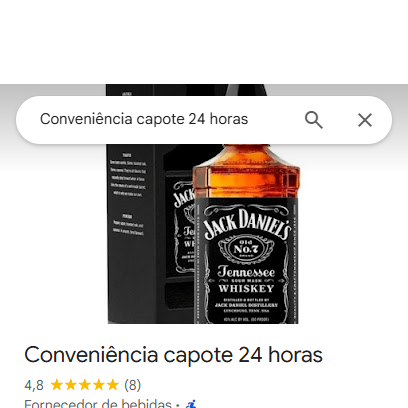 Conveniência capote 24 horas
JACK
JACK DANIEL'S
Old
No.7
BRAND
Tennessee
SOUR MASH
WHISKEY
DISTILLED & BOTTLED BY
JACK DANIEL DISTILLERY
LYNCHBURG, TENN. USA
Conveniência capote 24 horas
4,8 ★★★★★ (8)
Fornecedor de bebidas ·